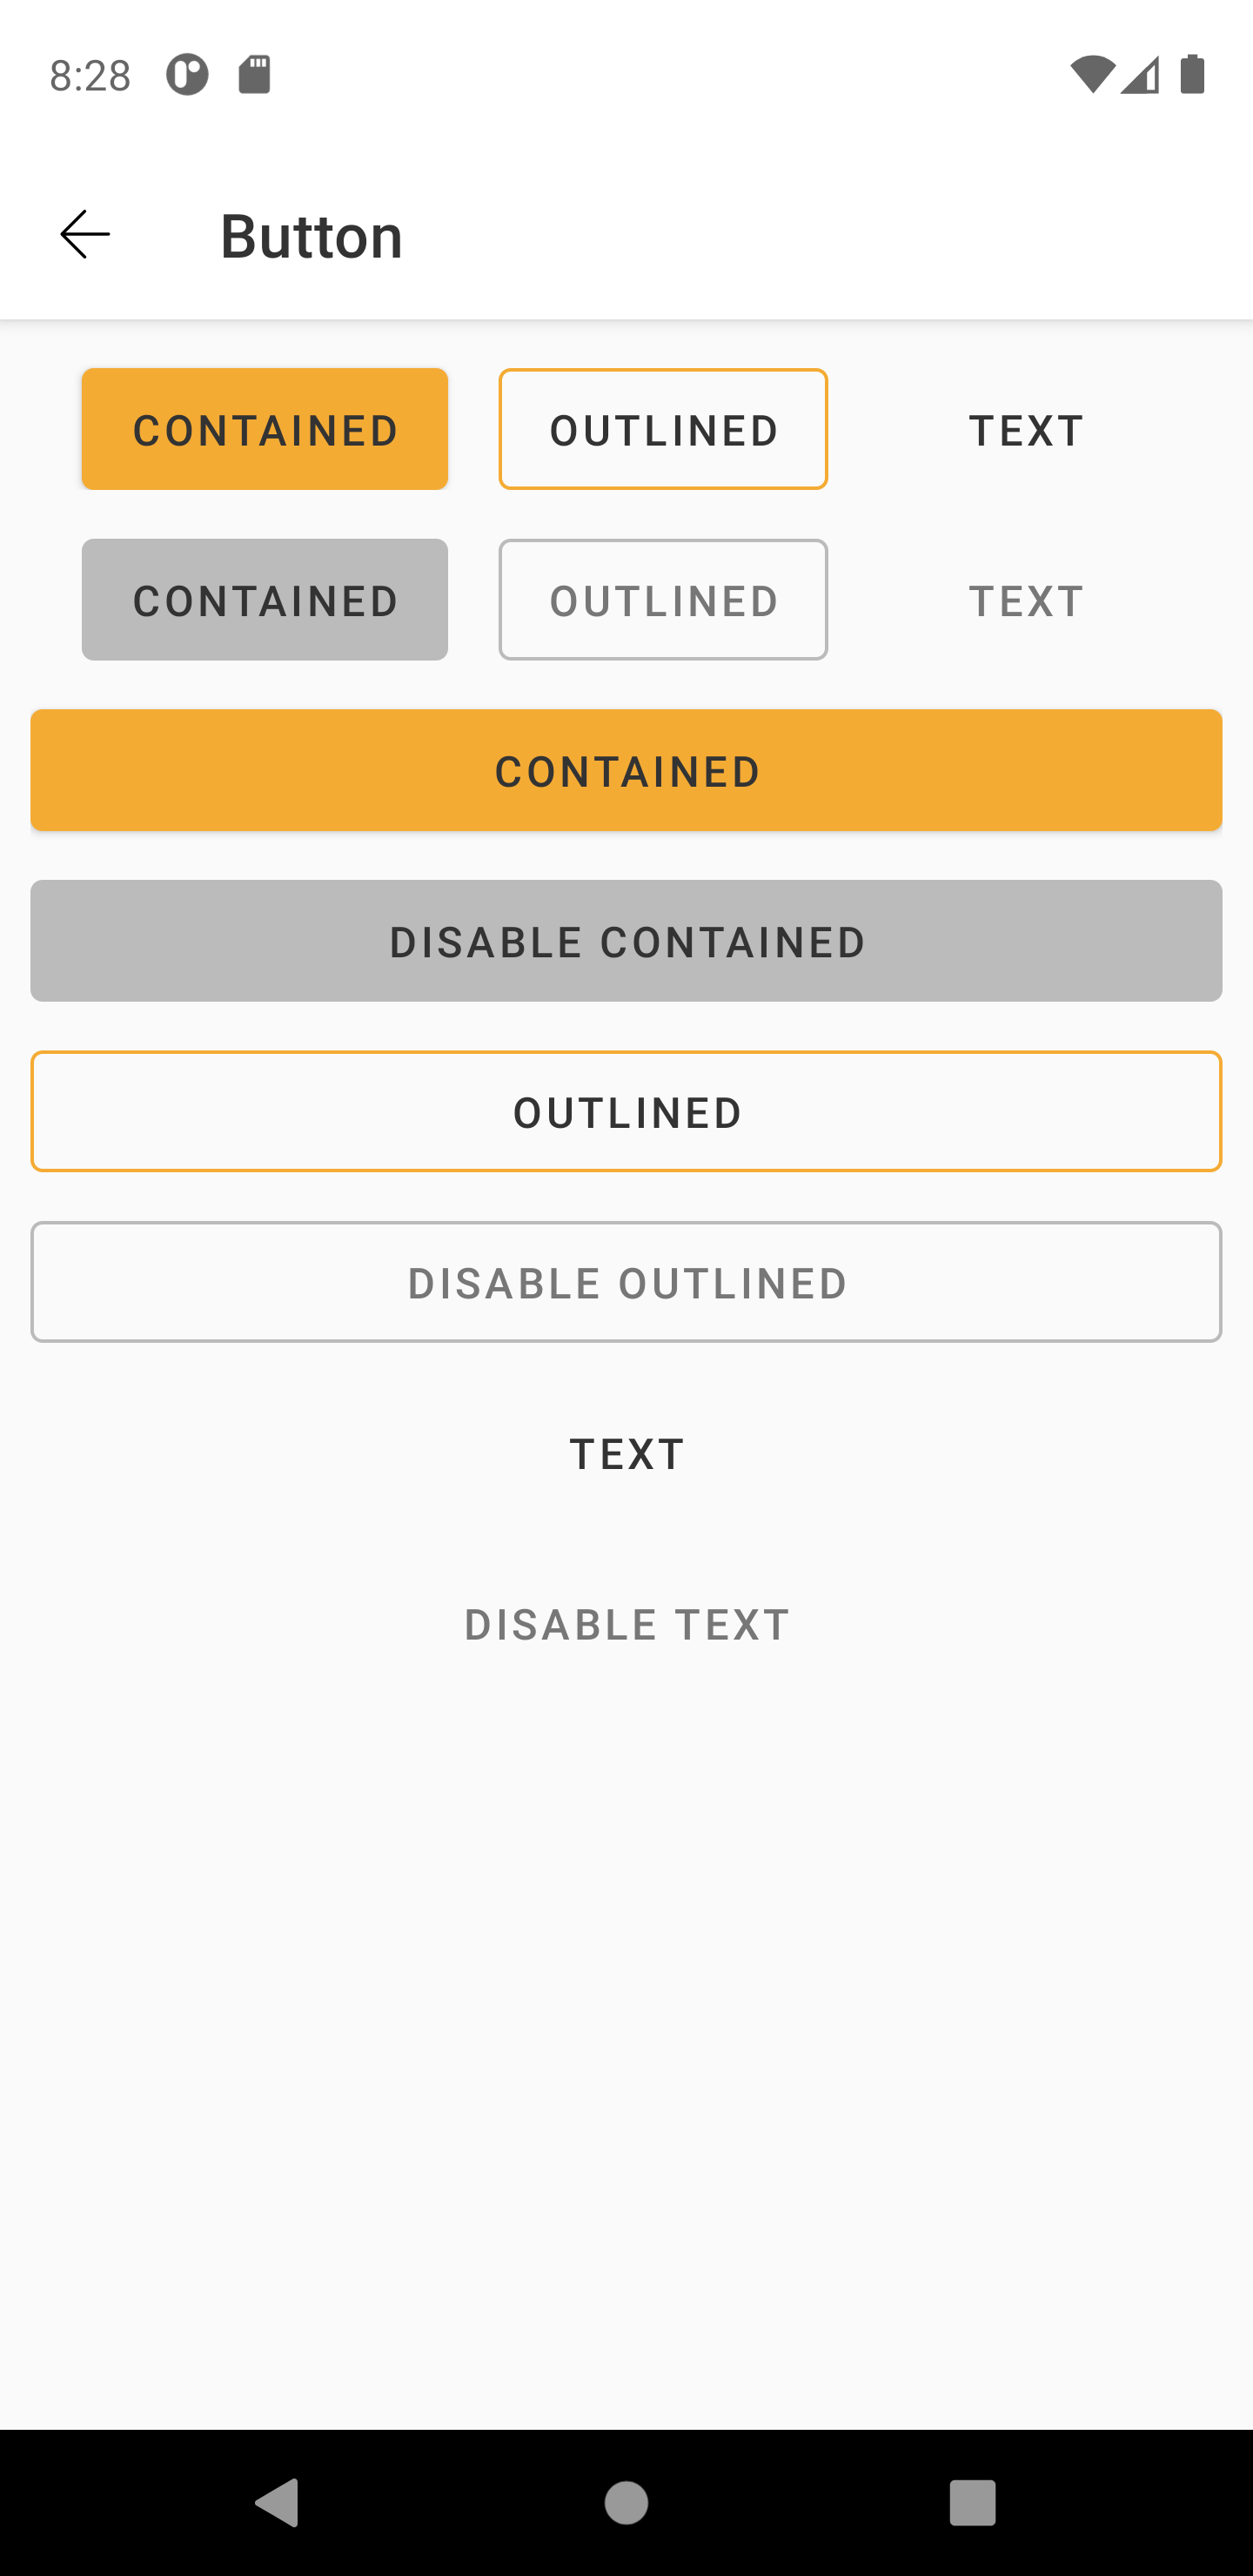 8:28
Button
CONTAINED OUTLINED TEXT
CONTAINED OUTLINED TEXT
CONTAINED
DISABLE CONTAINED
OUTLINED
DISABLE OUTLINED
TEXT
DISABLE TEXT